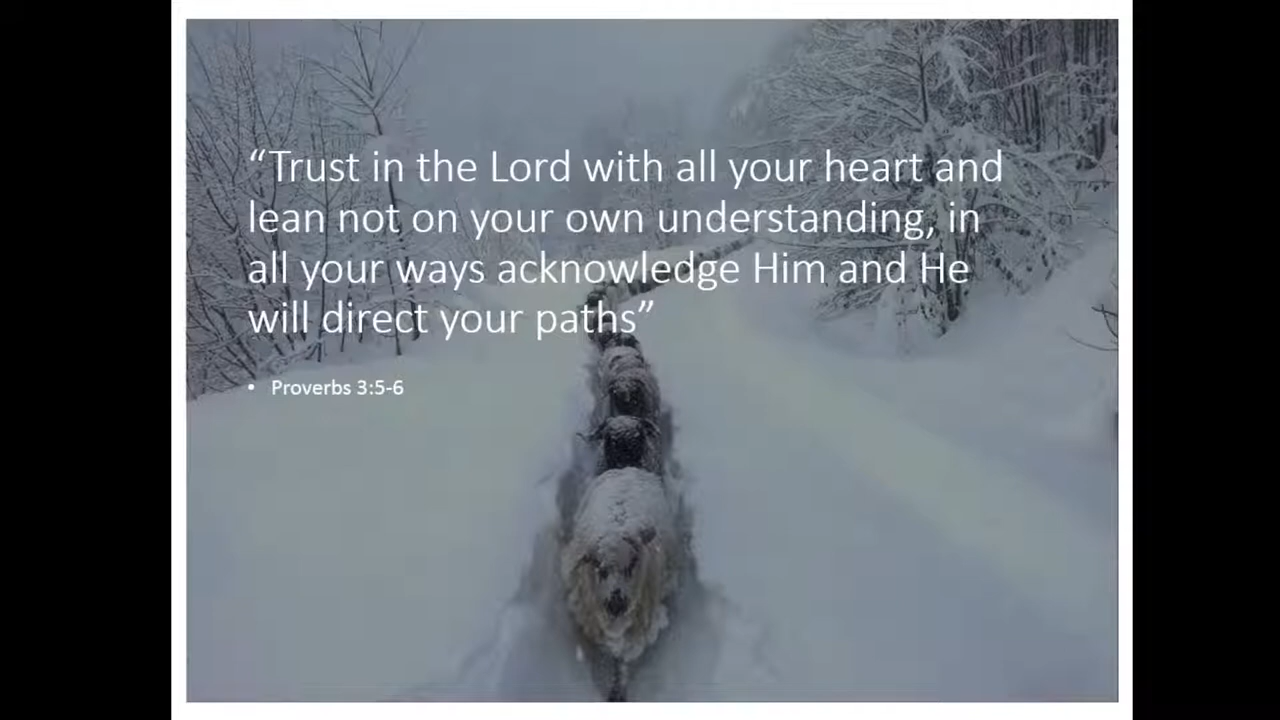 “Trust in the Lord with all your heart and
lean not on your own understanding, in
all your ways acknowledge Him and He
will direct your paths”
• Proverbs 3:5-6